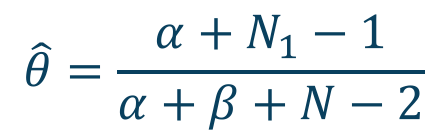 θ̂ = (α + N₁ − 1) / (α + β + N − 2)